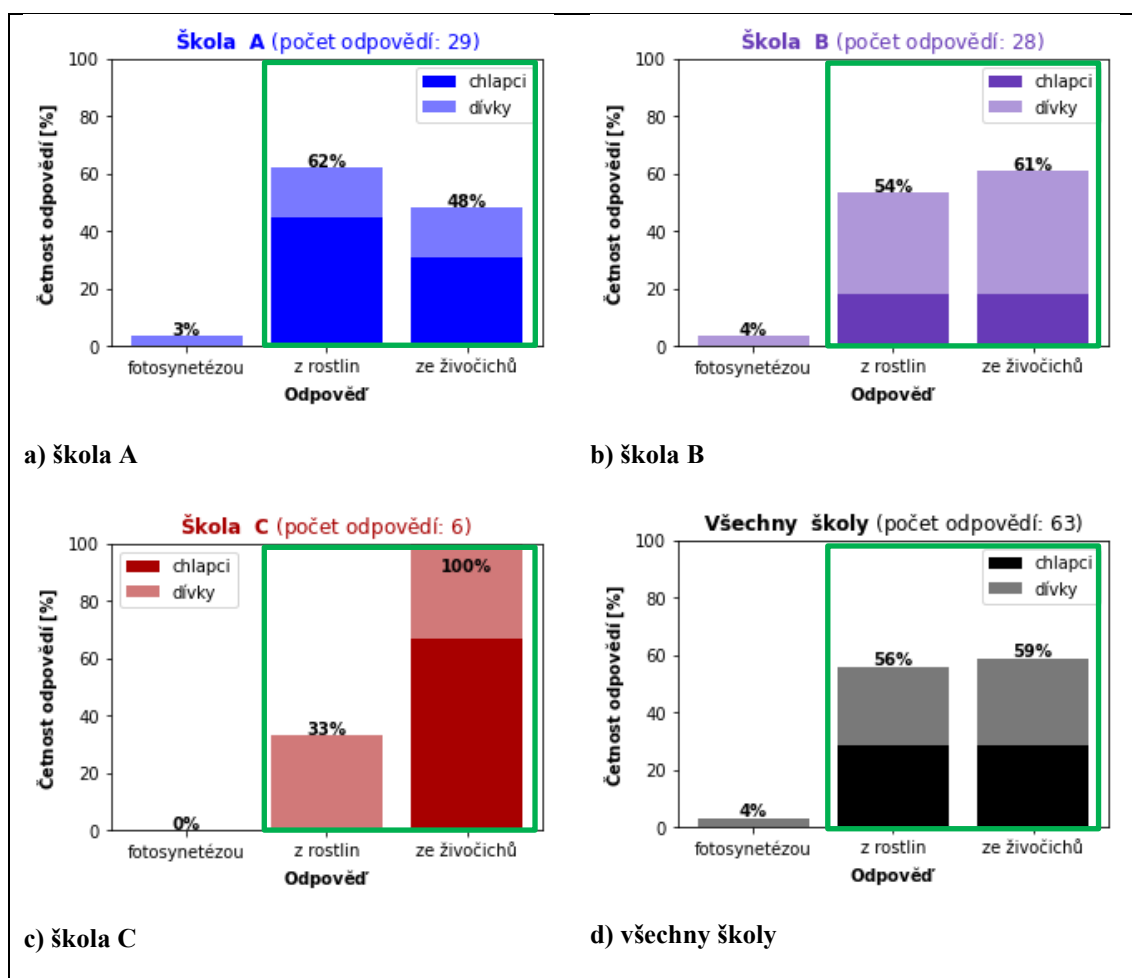 Škola A (počet odpovědí: 29)
Četnost odpovědí [%]
100
80
60
40
20
0
chlapci
dívky
3%
62%
48%
fotosynetézou
z rostlin
ze živočichů
Odpověď
a) škola A
Škola B (počet odpovědí: 28)
Četnost odpovědí [%]
100
80
60
40
20
0
chlapci
dívky
4%
54%
61%
fotosynetézou
z rostlin
ze živočichů
Odpověď
b) škola B
Škola C (počet odpovědí: 6)
Četnost odpovědí [%]
100
80
60
40
20
0
chlapci
dívky
0%
33%
100%
fotosynetézou
z rostlin
ze živočichů
Odpověď
c) škola C
Všechny školy (počet odpovědí: 63)
Četnost odpovědí [%]
100
80
60
40
20
0
chlapci
dívky
4%
56%
59%
fotosynetézou
z rostlin
ze živočichů
Odpověď
d) všechny školy